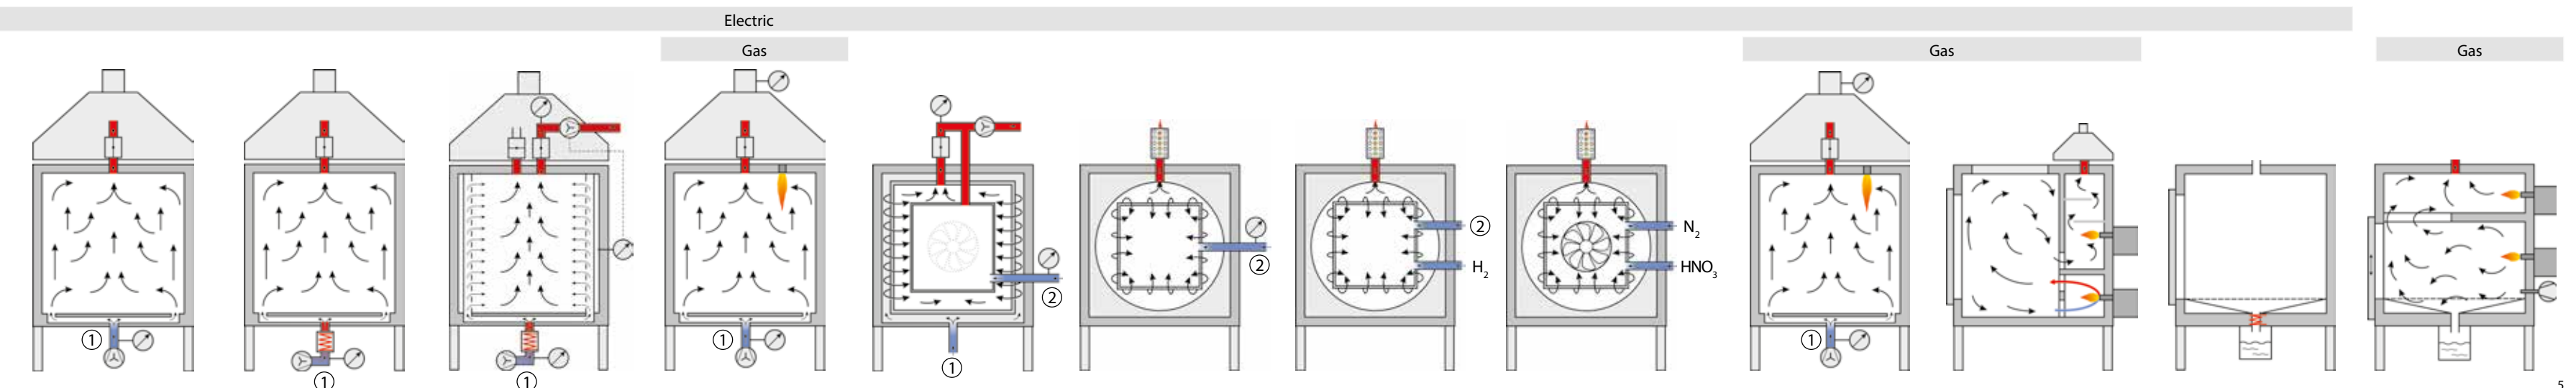 Electric
Gas
Gas
Gas
①
①
①
①
①
②
②
②
H₂
N₂
HNO₃
①
5